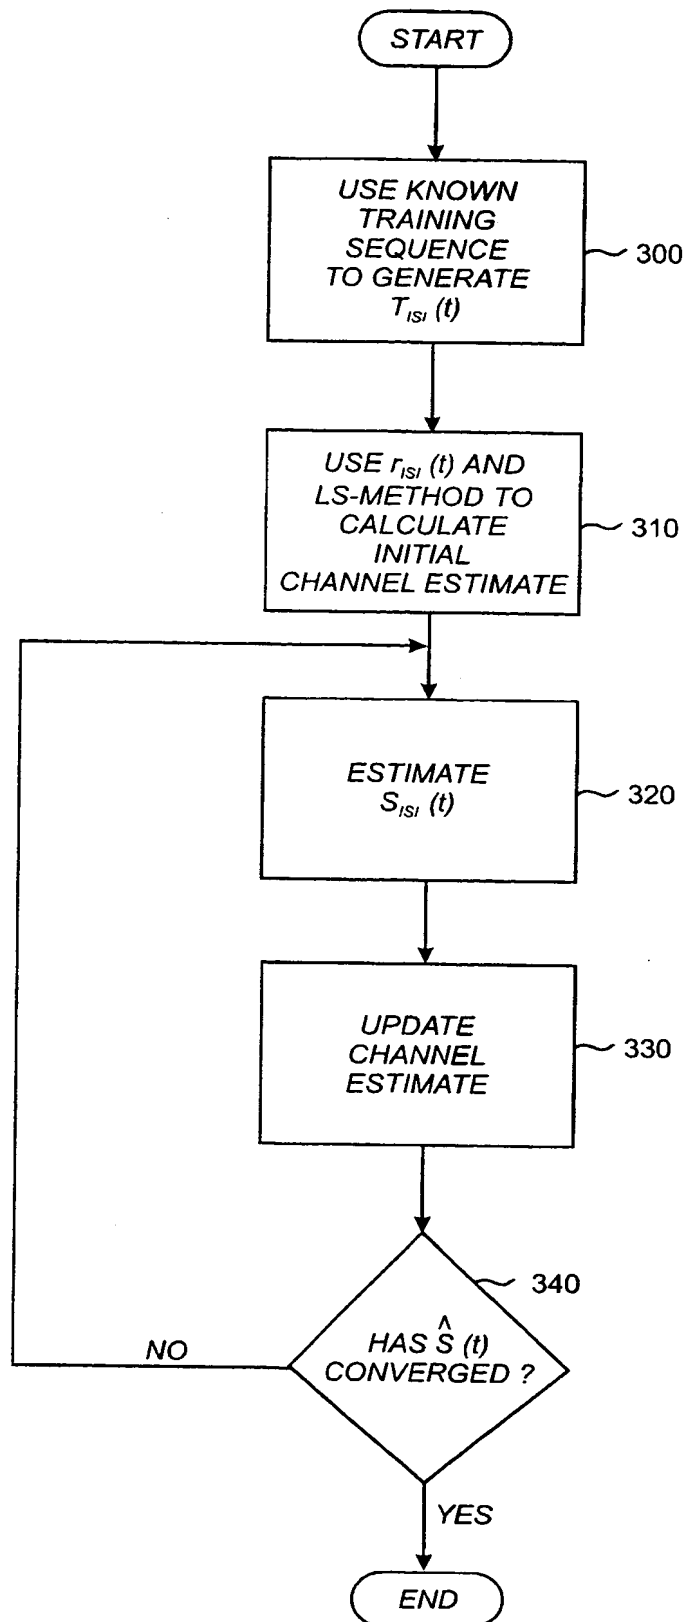 START
USE KNOWN
TRAINING
SEQUENCE
TO GENERATE
T_ISI (t)
300
USE r_ISI (t) AND
LS-METHOD TO
CALCULATE
INITIAL
CHANNEL ESTIMATE
310
ESTIMATE
S_ISI (t)
320
UPDATE
CHANNEL
ESTIMATE
330
340
HAS Ŝ (t)
CONVERGED ?
NO
YES
END